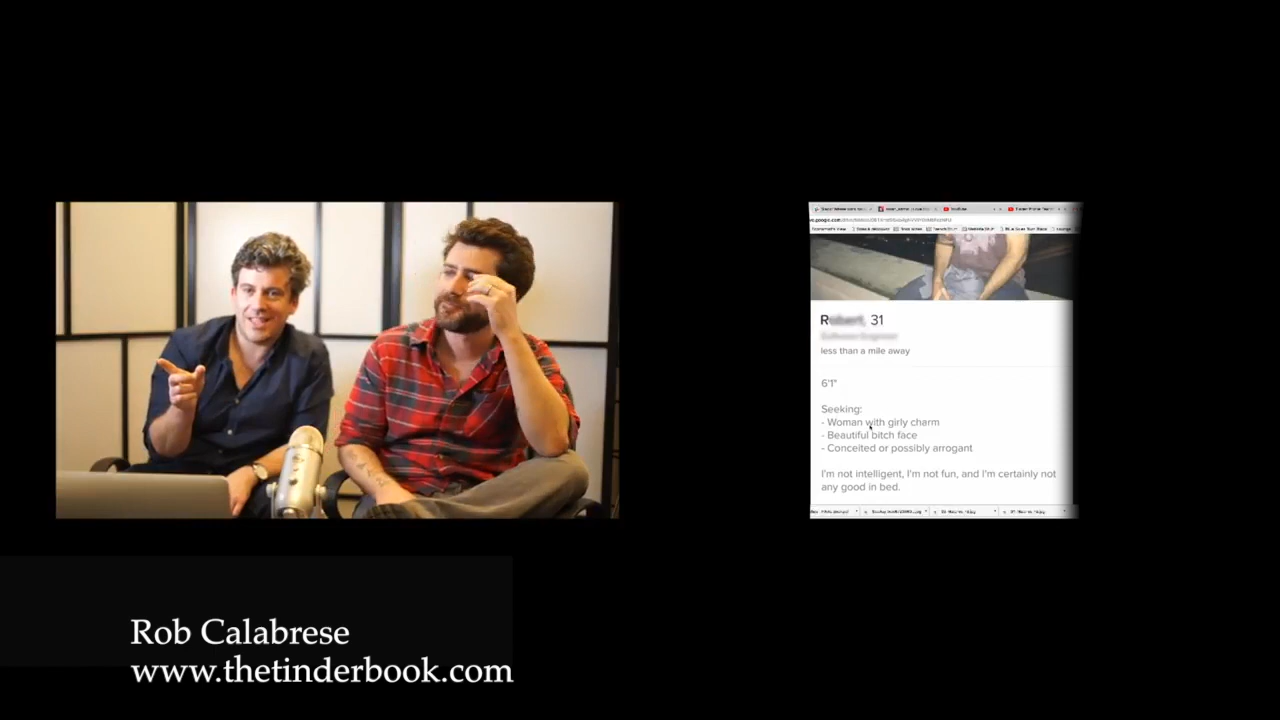 YouTube
R 31
less than a mile away
6'1"
Seeking:
- Woman with girly charm
- Beautiful bitch face
- Conceited or possibly arrogant
I'm not intelligent, I'm not fun, and I'm certainly not
any good in bed.
Rob Calabrese
www.thetinderbook.com